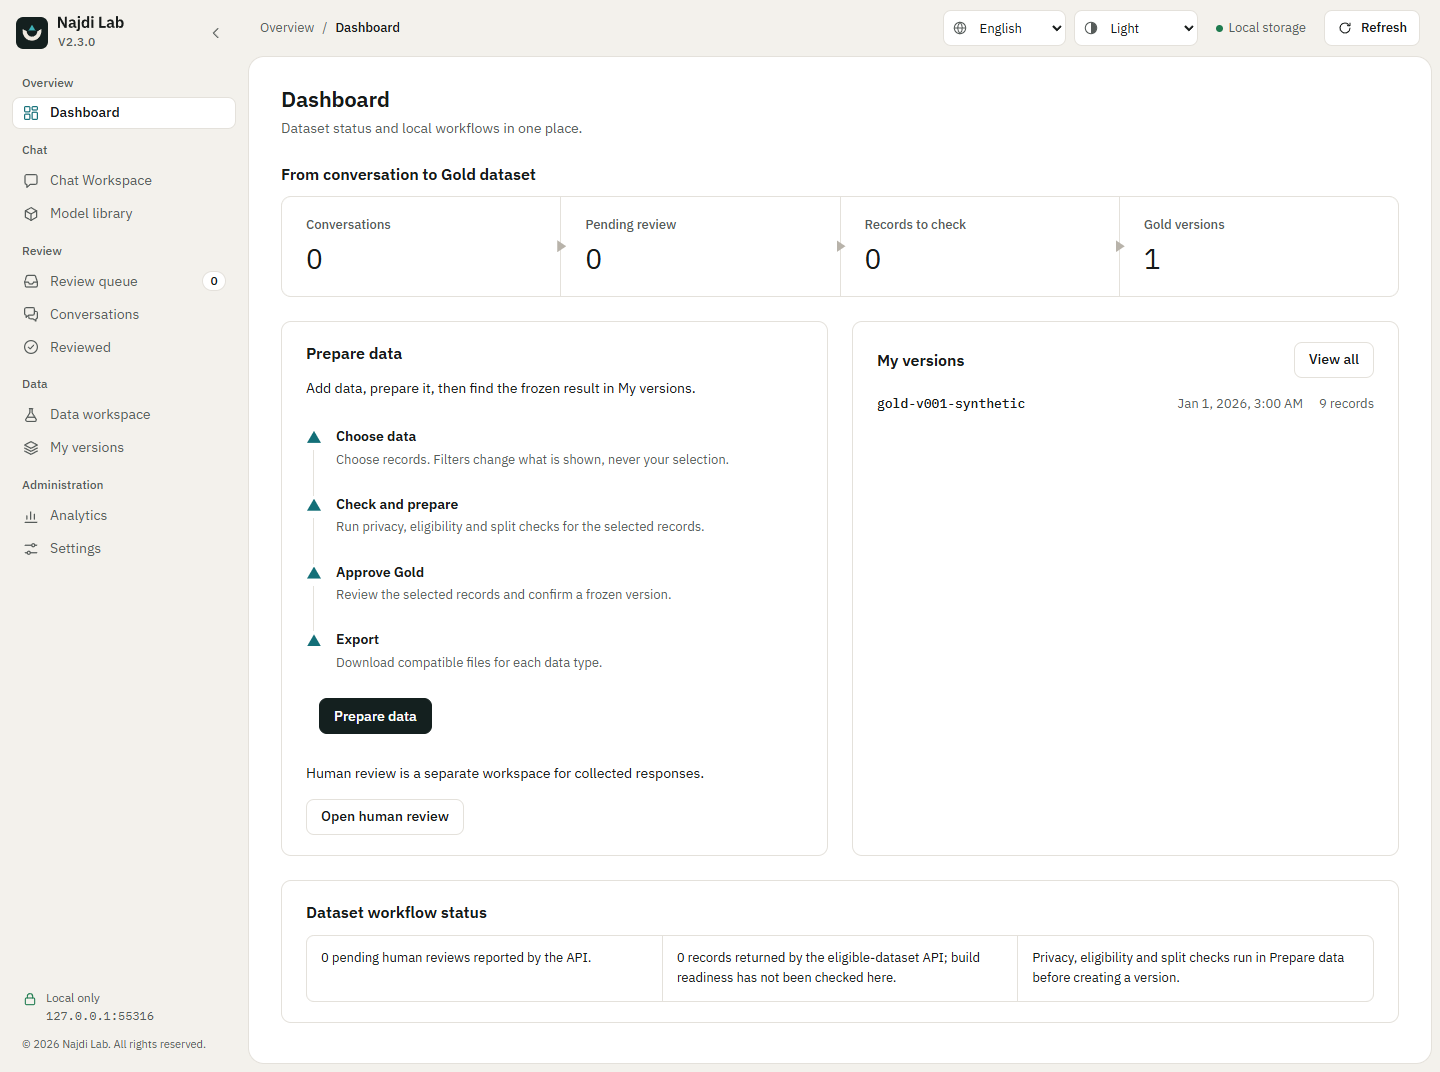 Najdi Lab
V2.3.0
Overview
Dashboard
Chat
Chat Workspace
Model library
Review
Review queue 0
Conversations
Reviewed
Data
Data workspace
My versions
Administration
Analytics
Settings
Local only
127.0.0.1:55316
© 2026 Najdi Lab. All rights reserved.
Overview / Dashboard
English
Light
Local storage
Refresh
Dashboard
Dataset status and local workflows in one place.
From conversation to Gold dataset
Conversations
0
Pending review
0
Records to check
0
Gold versions
1
Prepare data
Add data, prepare it, then find the frozen result in My versions.
Choose data
Choose records. Filters change what is shown, never your selection.
Check and prepare
Run privacy, eligibility and split checks for the selected records.
Approve Gold
Review the selected records and confirm a frozen version.
Export
Download compatible files for each data type.
Prepare data
Human review is a separate workspace for collected responses.
Open human review
My versions
View all
gold-v001-synthetic Jan 1, 2026, 3:00 AM 9 records
Dataset workflow status
0 pending human reviews reported by the API.
0 records returned by the eligible-dataset API; build
readiness has not been checked here.
Privacy, eligibility and split checks run in Prepare data
before creating a version.